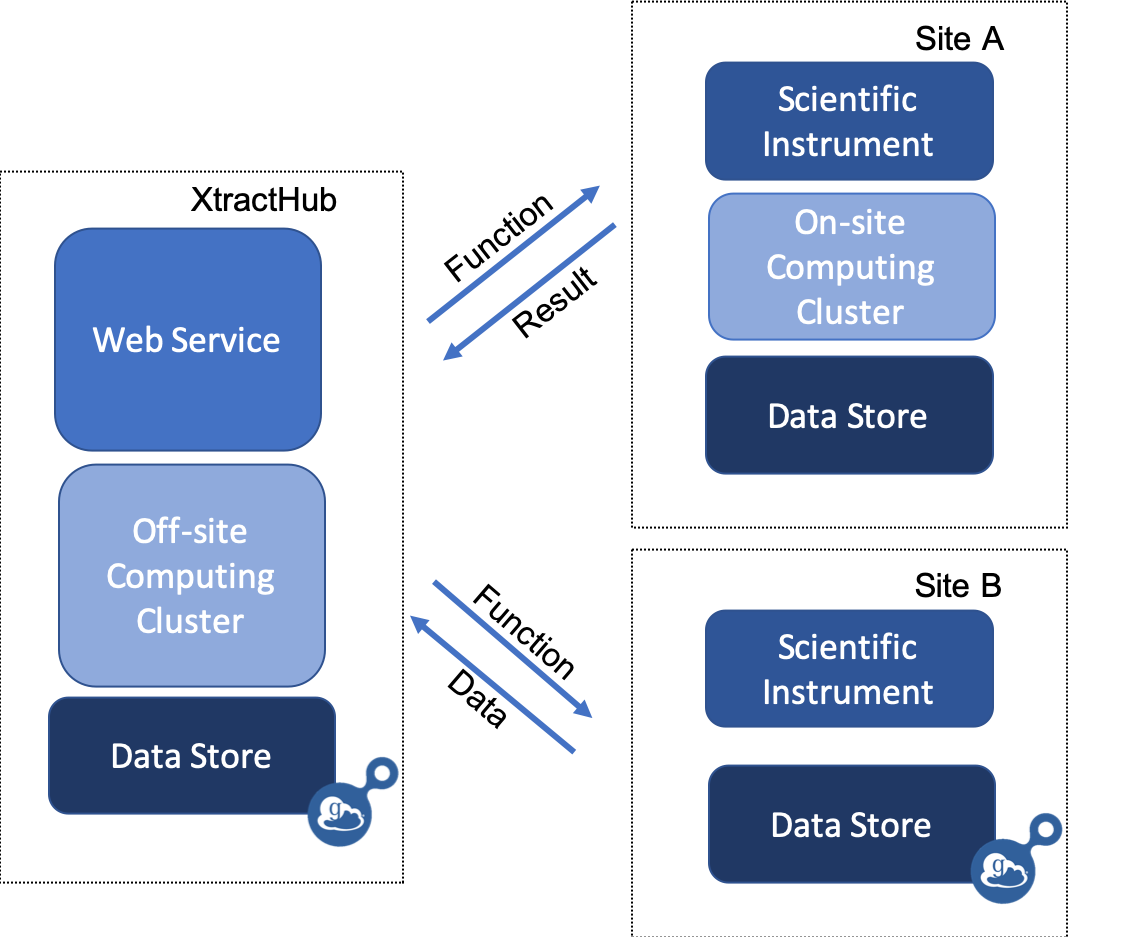 XtractHub
Web Service
Off-site
Computing
Cluster
Data Store
g
Function
Result
Function
Data
Site A
Scientific
Instrument
On-site
Computing
Cluster
Data Store
Site B
Scientific
Instrument
Data Store
g